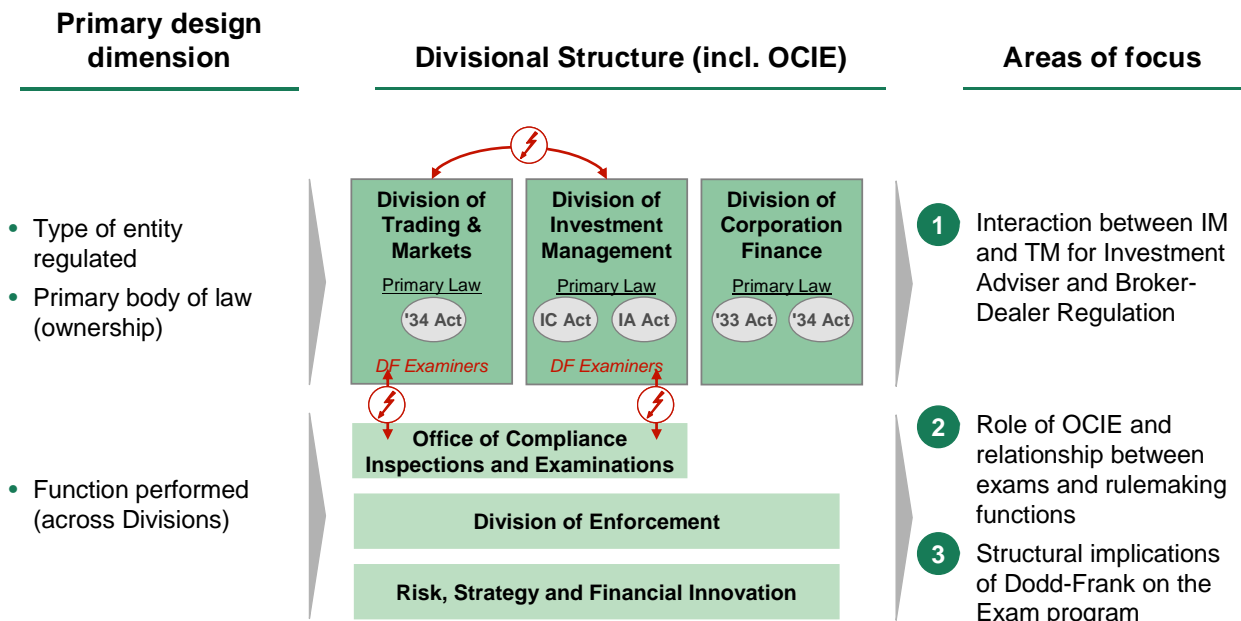 Primary design
dimension
Divisional Structure (incl. OCIE)
Areas of focus
• Type of entity
regulated
• Primary body of law
(ownership)
Division of
Trading &
Markets
Primary Law
'34 Act
DF Examiners
Division of
Investment
Management
Primary Law
IC Act
IA Act
DF Examiners
Division of
Corporation
Finance
Primary Law
'33 Act
'34 Act
1
Interaction between IM
and TM for Investment
Adviser and Broker-
Dealer Regulation
• Function performed
(across Divisions)
Office of Compliance
Inspections and Examinations
Division of Enforcement
Risk, Strategy and Financial Innovation
2
Role of OCIE and
relationship between
exams and rulemaking
functions
3
Structural implications
of Dodd-Frank on the
Exam program